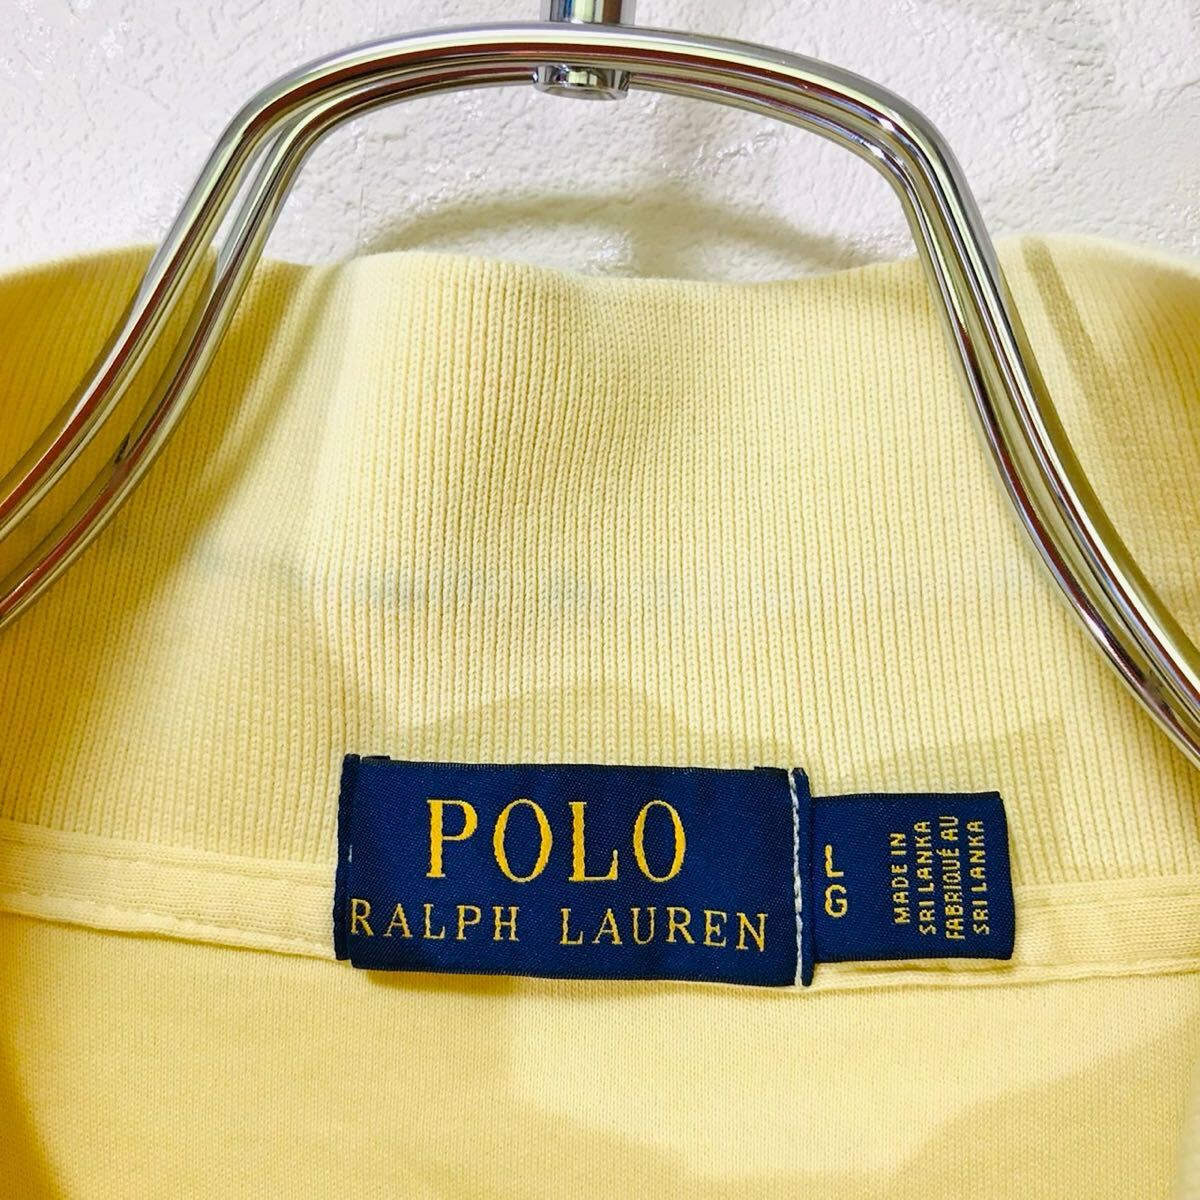 POLO
RALPH LAUREN
L
G
MADE IN
SRI LANKA
FABRIQUÉ AU
SRI LANKA